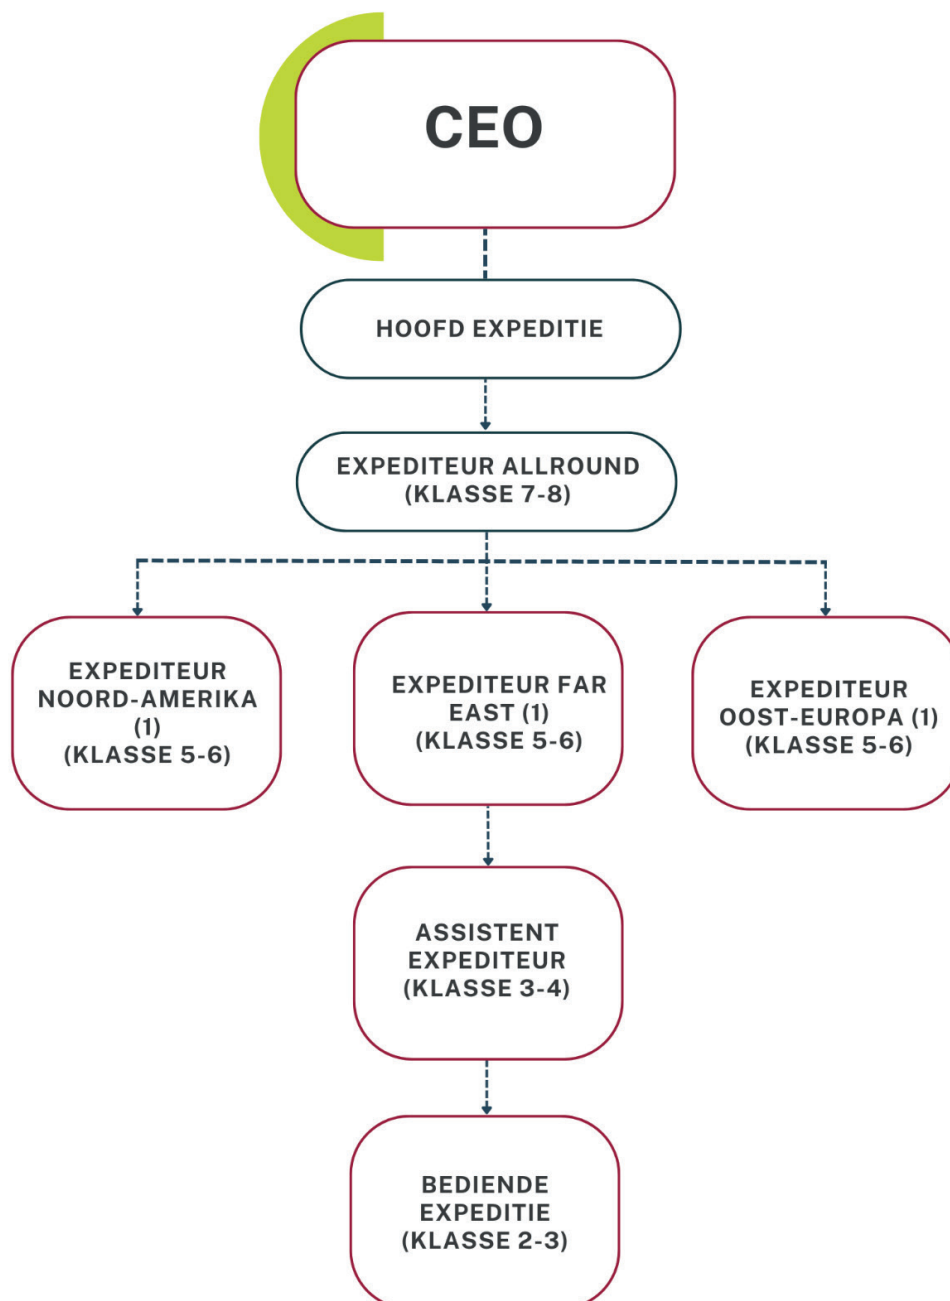 CEO
HOOFD EXPEDITIE
EXPEDITEUR ALLROUND
(KLASSE 7-8)
EXPEDITEUR
NOORD-AMERIKA
(1)
(KLASSE 5-6)
EXPEDITEUR FAR
EAST (1)
(KLASSE 5-6)
EXPEDITEUR
OOST-EUROPA (1)
(KLASSE 5-6)
ASSISTENT
EXPEDITEUR
(KLASSE 3-4)
BEDIENDE
EXPEDITIE
(KLASSE 2-3)